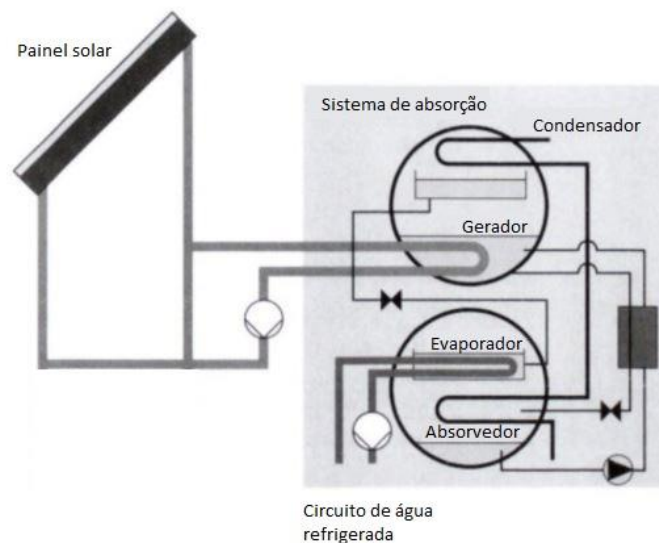 Painel solar
Sistema de absorção
Condensador
Gerador
Evaporador
Absorvedor
Circuito de água
refrigerada